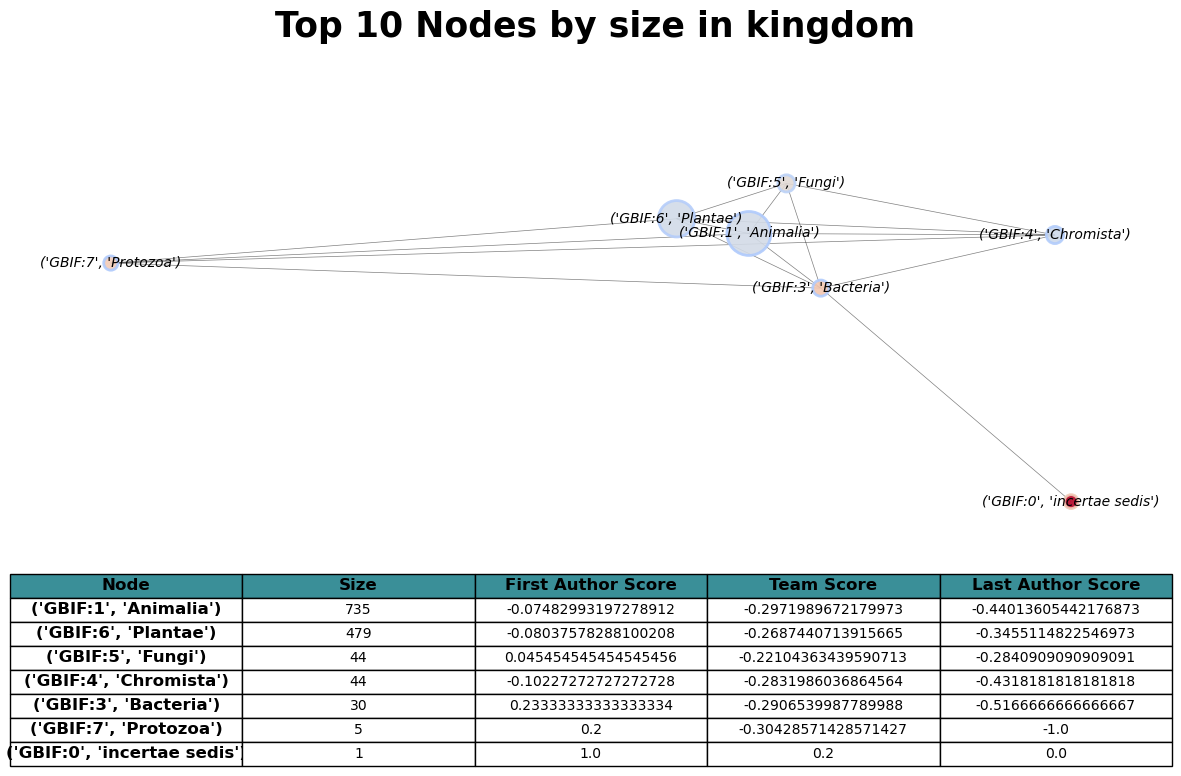 Top 10 Nodes by size in kingdom
('GBIF:5', 'Fungi')
('GBIF:6', 'Plantae')
('GBIF:1', 'Animalia')
('GBIF:4', 'Chromista')
('GBIF:7', 'Protozoa')
('GBIF:3', 'Bacteria')
('GBIF:0', 'incertae sedis')
Node Size First Author Score Team Score Last Author Score
('GBIF:1', 'Animalia') 735 -0.07482993197278912 -0.2971989672179973 -0.44013605442176873
('GBIF:6', 'Plantae') 479 -0.08037578288100208 -0.2687440713915665 -0.3455114822546973
('GBIF:5', 'Fungi') 44 0.045454545454545456 -0.22104363439590713 -0.2840909090909091
('GBIF:4', 'Chromista') 44 -0.10227272727272728 -0.2831986036864564 -0.4318181818181818
('GBIF:3', 'Bacteria') 30 0.23333333333333334 -0.2906539987789988 -0.5166666666666667
('GBIF:7', 'Protozoa') 5 0.2 -0.30428571428571427 -1.0
('GBIF:0', 'incertae sedis') 1 1.0 0.2 0.0